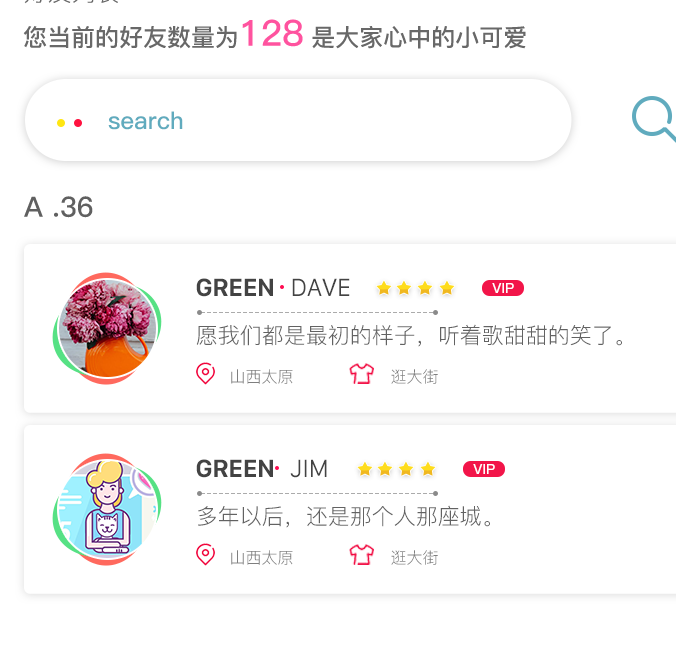 您当前的好友数量为128 是大家心中的小可爱
search
A .36
GREEN · DAVE VIP
愿我们都是最初的样子，听着歌甜甜的笑了。
山西太原 逛大街
GREEN · JIM VIP
多年以后，还是那个人那座城。
山西太原 逛大街